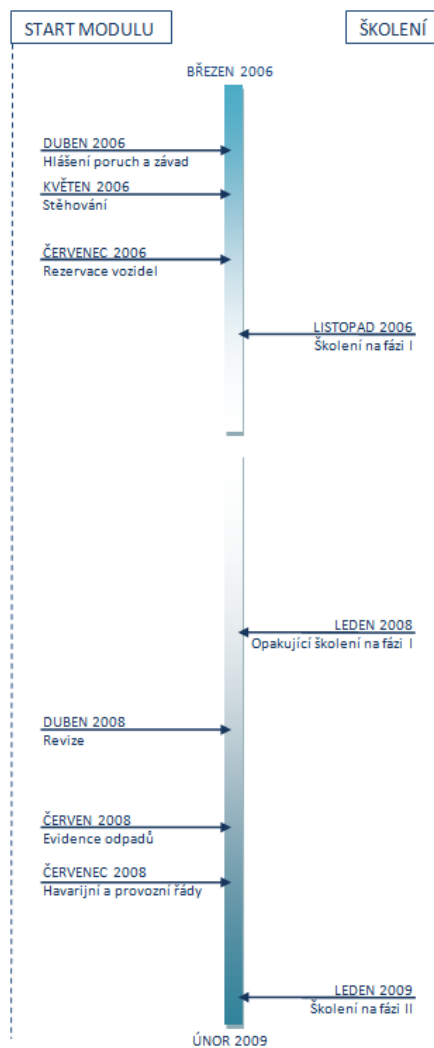 START MODULU
ŠKOLENÍ
BŘEZEN 2006
DUBEN 2006
Hlášení poruch a závad
KVĚTEN 2006
Stěhování
ČERVENEC 2006
Rezervace vozidel
LISTOPAD 2006
Školení na fázi I
LEDEN 2008
Opakující školení na fázi I
DUBEN 2008
Revize
ČERVEN 2008
Evidence odpadů
ČERVENEC 2008
Havarijní a provozní řády
LEDEN 2009
Školení na fázi II
ÚNOR 2009